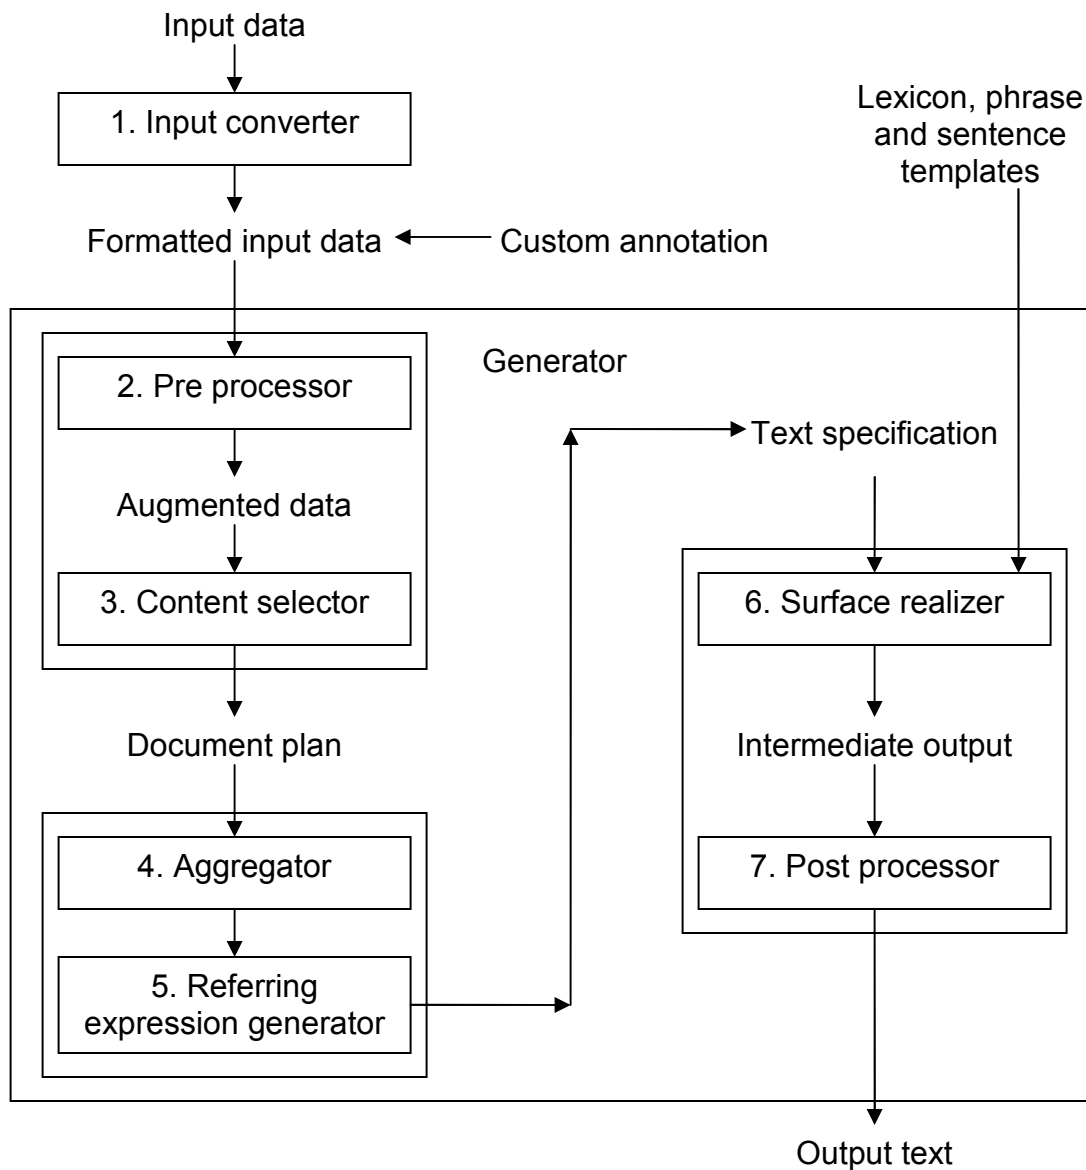 Input data
1. Input converter
Lexicon, phrase
and sentence
templates
Formatted input data
Custom annotation
Generator
2. Pre processor
Augmented data
3. Content selector
Document plan
4. Aggregator
5. Referring
expression generator
Text specification
6. Surface realizer
Intermediate output
7. Post processor
Output text